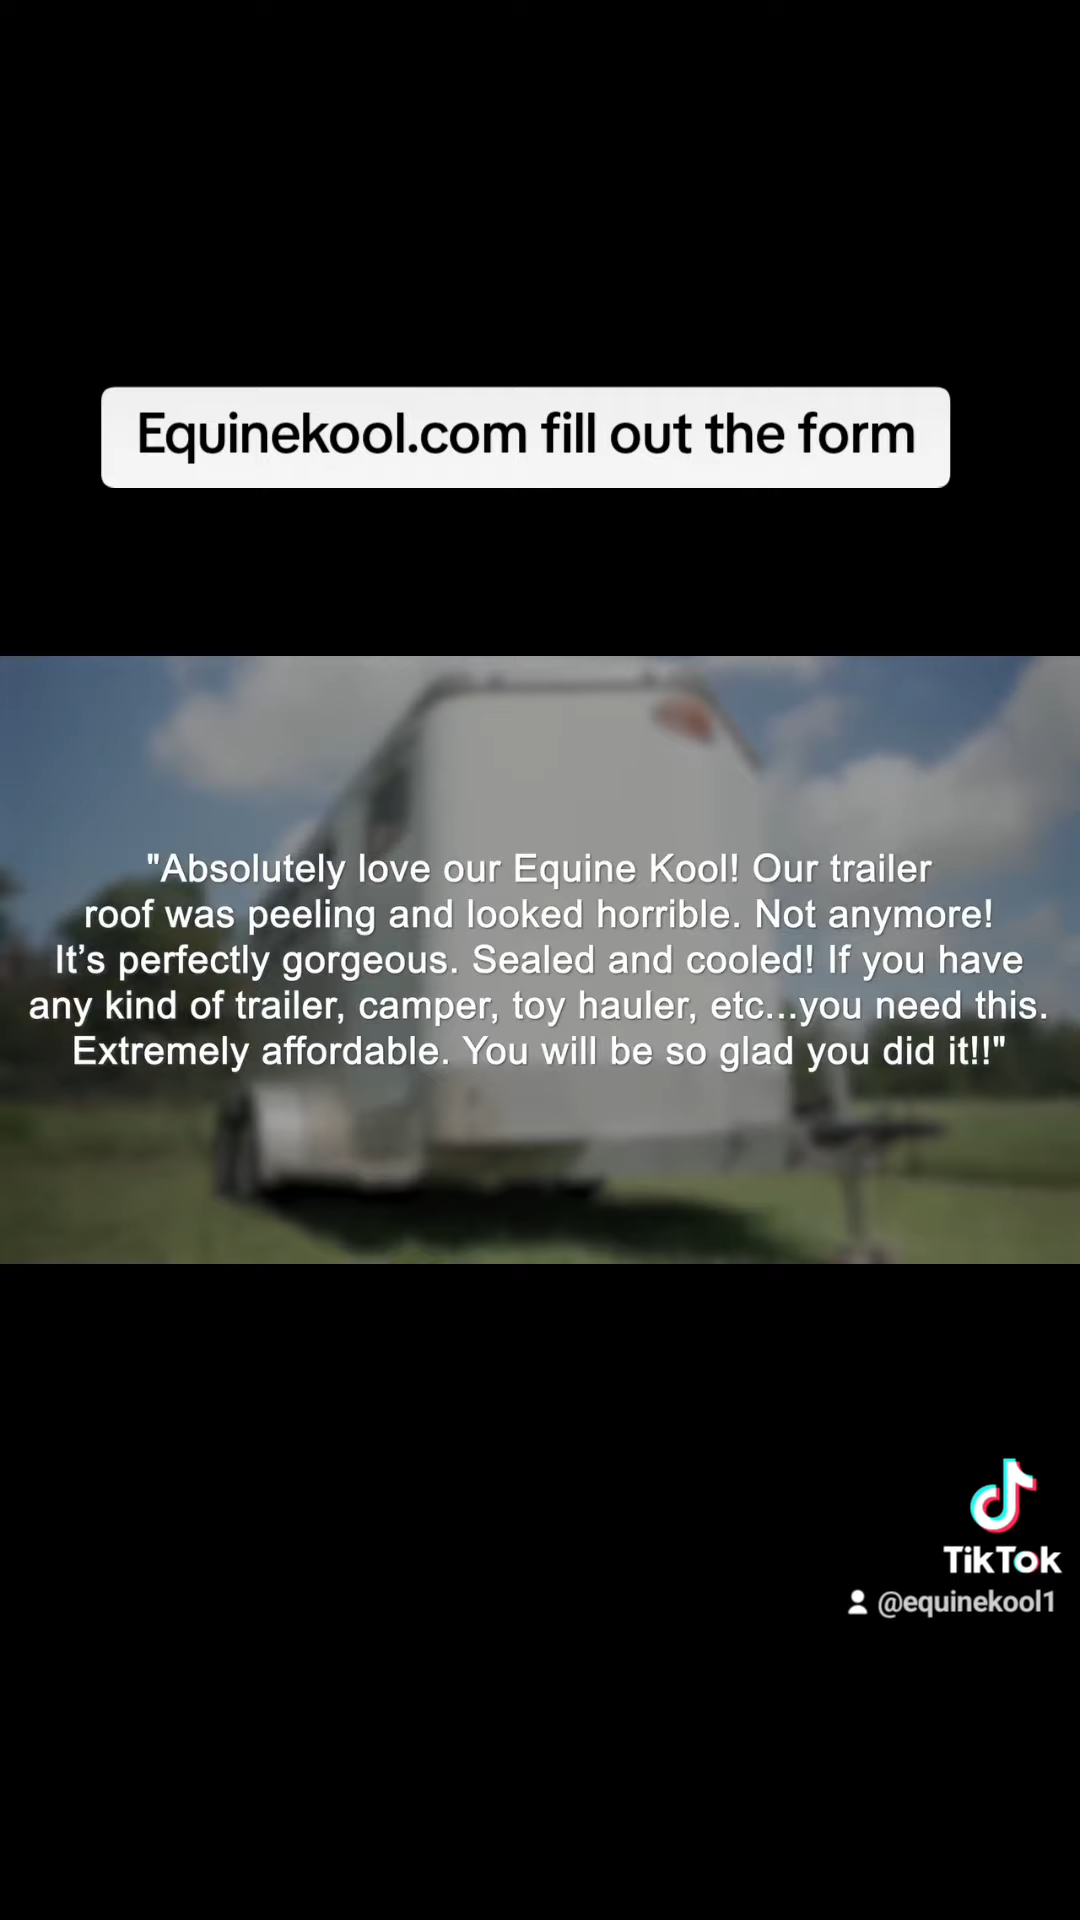 Equinekool.com fill out the form
"Absolutely love our Equine Kool! Our trailer
roof was peeling and looked horrible. Not anymore!
It’s perfectly gorgeous. Sealed and cooled! If you have
any kind of trailer, camper, toy hauler, etc...you need this.
Extremely affordable. You will be so glad you did it!!"
TikTok
@equinekool1